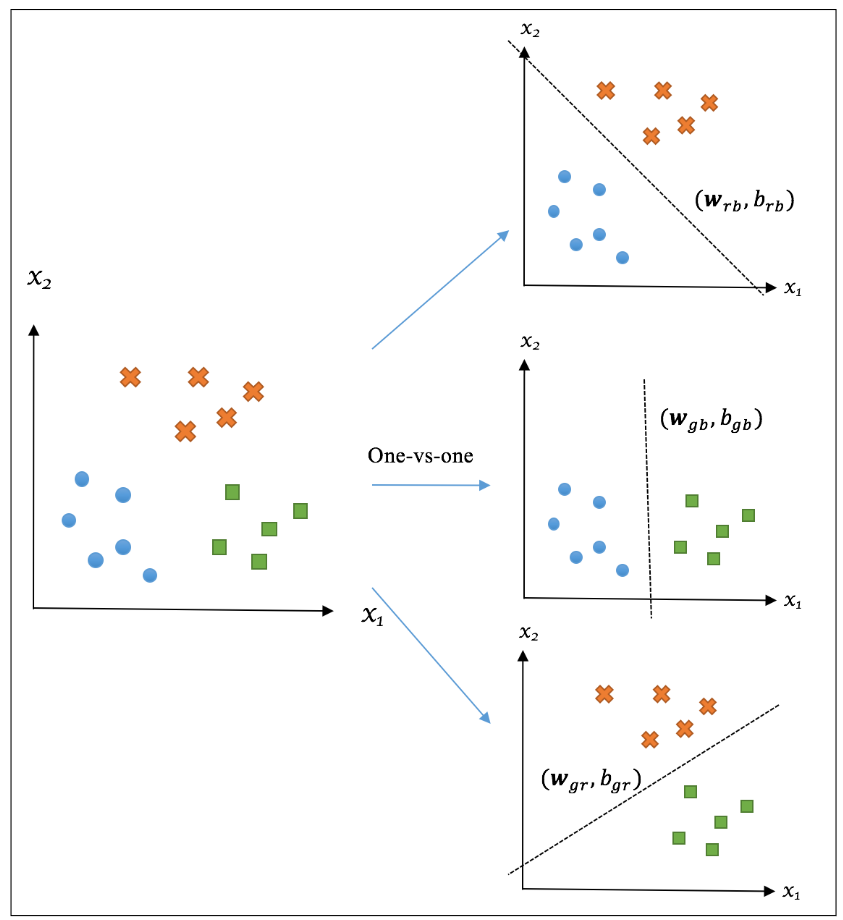 x₂
x₁
One-vs-one
x₂
(w_rb, b_rb)
x₁
x₂
(w_gb, b_gb)
x₁
x₂
(w_gr, b_gr)
x₁